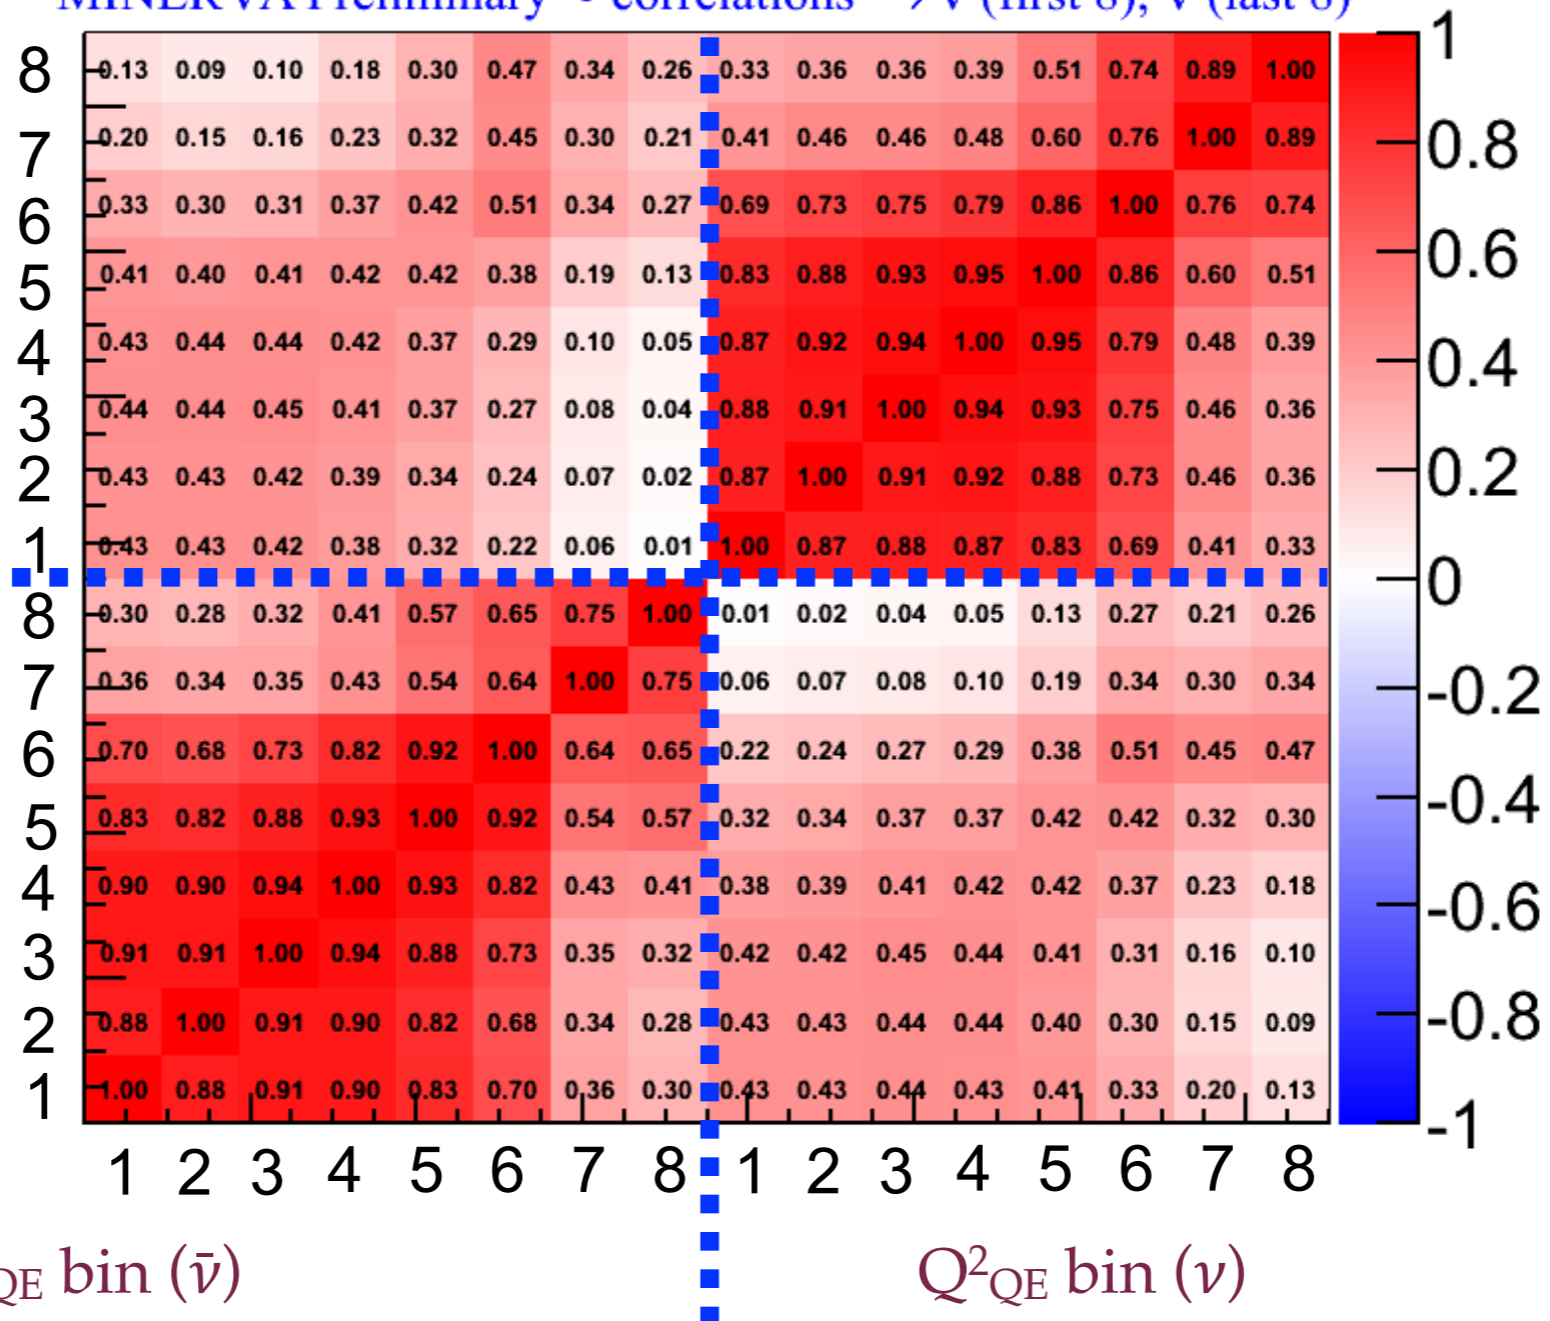 MINERVA Preliminary • correlations → ν (first 8), ν (last 8)
8 0.13 0.09 0.10 0.18 0.30 0.47 0.34 0.26 0.33 0.36 0.36 0.39 0.51 0.74 0.89 1.00 1
7 0.20 0.15 0.16 0.23 0.32 0.45 0.30 0.21 0.41 0.46 0.46 0.48 0.60 0.76 1.00 0.89 0.8
6 0.33 0.30 0.31 0.37 0.42 0.51 0.34 0.27 0.69 0.73 0.75 0.79 0.86 1.00 0.76 0.74
5 0.41 0.40 0.41 0.42 0.42 0.38 0.19 0.13 0.83 0.88 0.93 0.95 1.00 0.86 0.60 0.51 0.6
4 0.43 0.44 0.44 0.42 0.37 0.29 0.10 0.05 0.87 0.92 0.94 1.00 0.95 0.79 0.48 0.39 0.4
3 0.44 0.44 0.45 0.41 0.37 0.27 0.08 0.04 0.88 0.91 1.00 0.94 0.93 0.75 0.46 0.36
2 0.43 0.43 0.42 0.39 0.34 0.24 0.07 0.02 0.87 1.00 0.91 0.92 0.88 0.73 0.46 0.36 0.2
1 0.43 0.43 0.42 0.38 0.32 0.22 0.06 0.01 1.00 0.87 0.88 0.87 0.83 0.69 0.41 0.33 0
8 0.30 0.28 0.32 0.41 0.57 0.65 0.75 1.00 0.01 0.02 0.04 0.05 0.13 0.27 0.21 0.26
7 0.36 0.34 0.35 0.43 0.54 0.64 1.00 0.75 0.06 0.07 0.08 0.10 0.19 0.34 0.30 0.34 -0.2
6 0.70 0.68 0.73 0.82 0.92 1.00 0.64 0.65 0.22 0.24 0.27 0.29 0.38 0.51 0.45 0.47 -0.4
5 0.83 0.82 0.88 0.93 1.00 0.92 0.54 0.57 0.32 0.34 0.37 0.37 0.42 0.42 0.32 0.30
4 0.90 0.90 0.94 1.00 0.93 0.82 0.43 0.41 0.38 0.39 0.41 0.42 0.42 0.37 0.23 0.18 -0.6
3 0.91 0.91 1.00 0.94 0.88 0.73 0.35 0.32 0.42 0.42 0.45 0.44 0.41 0.31 0.16 0.10
2 0.88 1.00 0.91 0.90 0.82 0.68 0.34 0.28 0.43 0.43 0.44 0.44 0.40 0.30 0.15 0.09 -0.8
1 1.00 0.88 0.91 0.90 0.83 0.70 0.36 0.30 0.43 0.43 0.44 0.43 0.41 0.33 0.20 0.13 -1
1 2 3 4 5 6 7 8 1 2 3 4 5 6 7 8
QE bin (ν̄) Q²QE bin (ν)